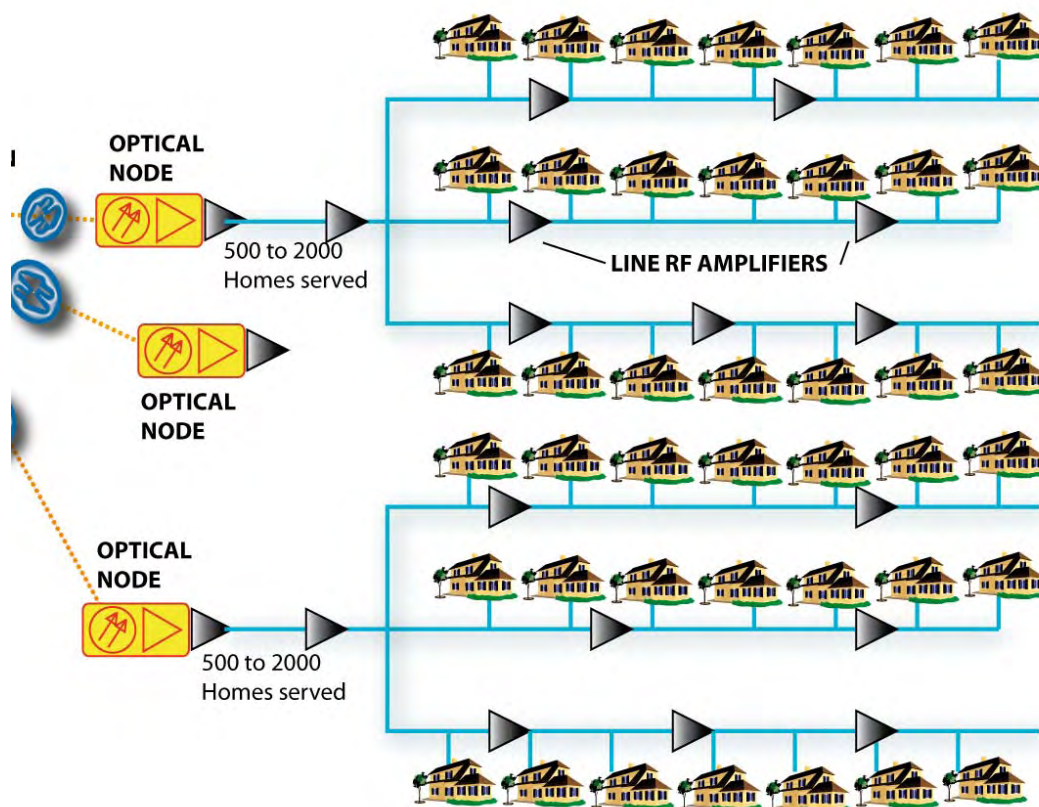 OPTICAL
NODE
500 to 2000
Homes served
LINE RF AMPLIFIERS
OPTICAL
NODE
OPTICAL
NODE
500 to 2000
Homes served